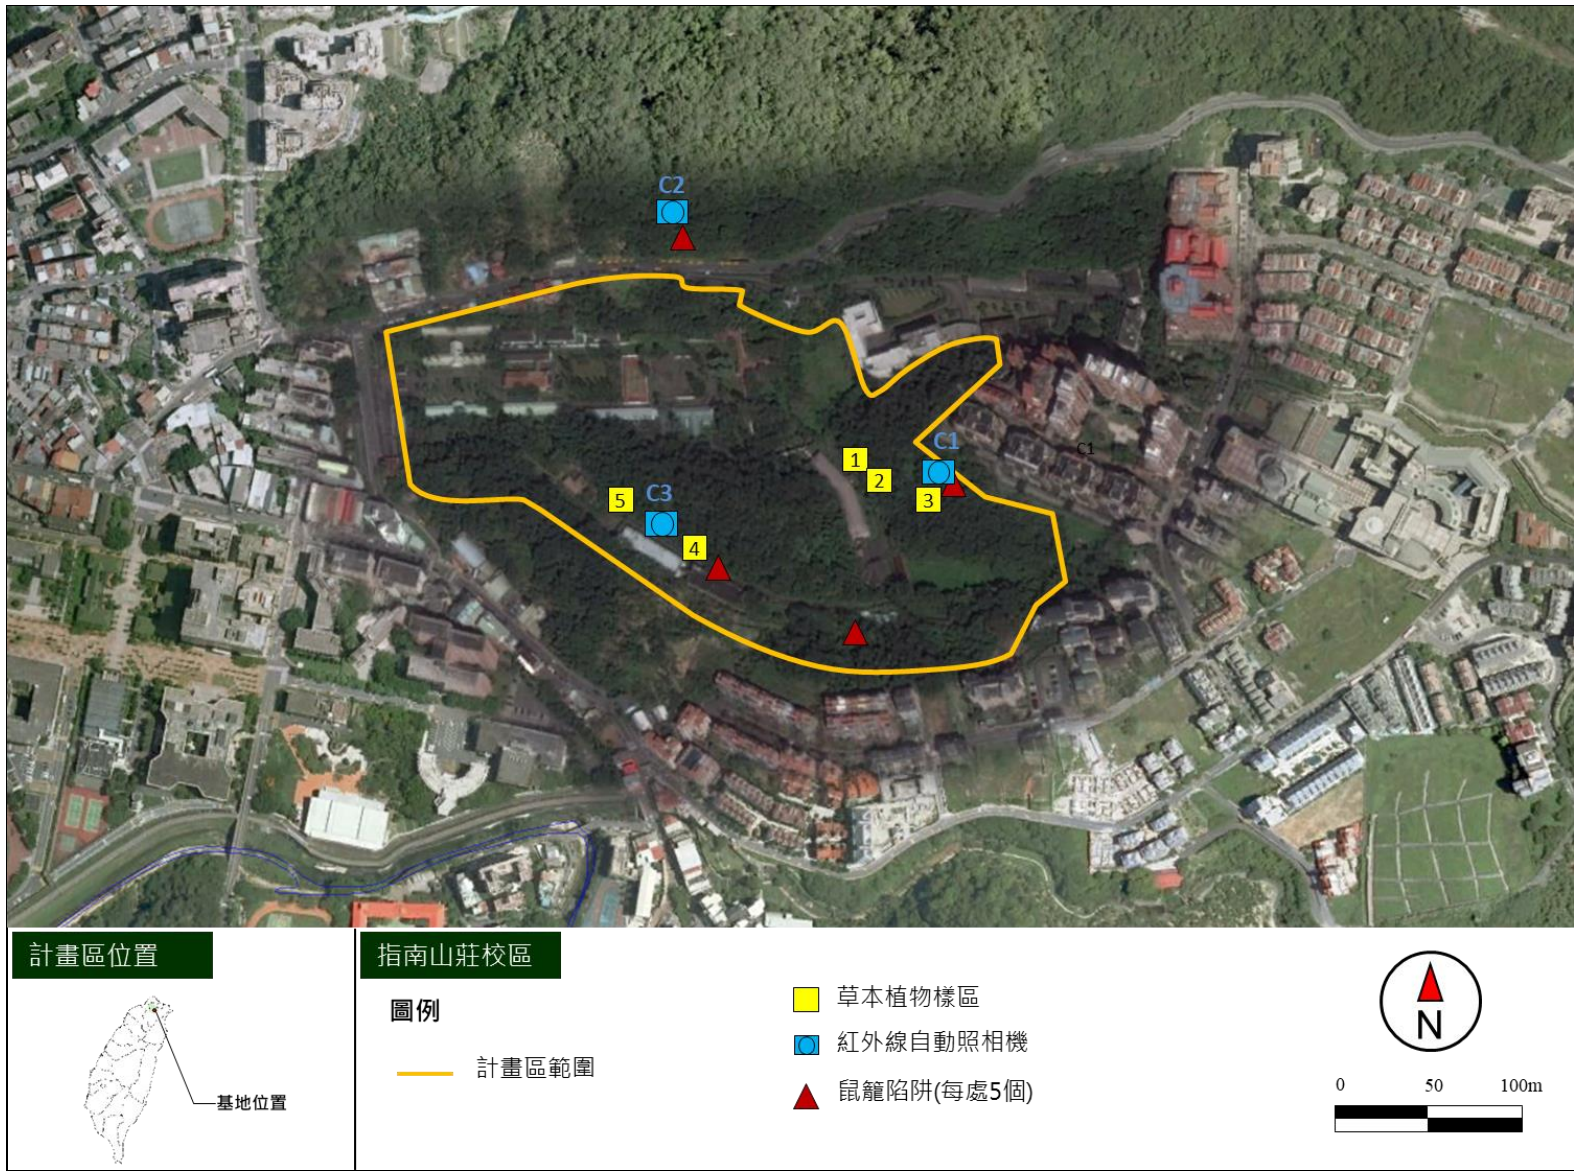 C2
C1
C1
1
2
3
5
C3
4
計畫區位置
基地位置
指南山莊校區
圖例
計畫區範圍
草本植物樣區
紅外線自動照相機
鼠籠陷阱(每處5個)
N
0 50 100m